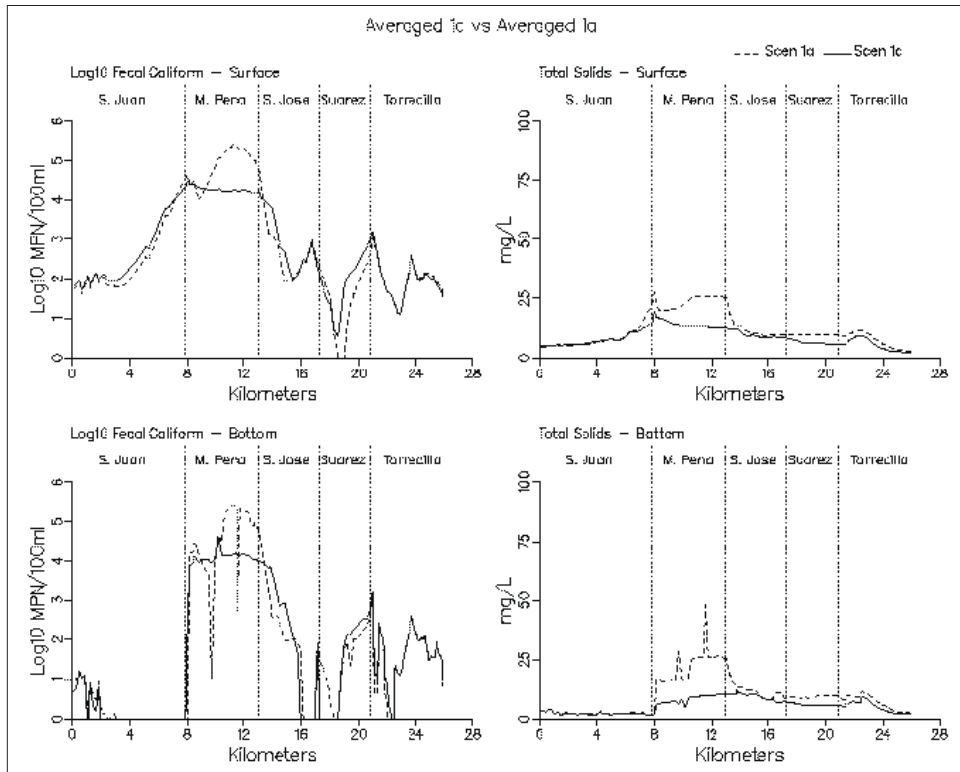 Averaged 1c vs Averaged 1a
Scen 1a Scen 1c
Log10 Fecal Caliform – Surface
S. Juan M. Pena S. Jose Suarez Torrecilla
Log10 MPN/100ml
0 1 2 3 4 5 6
0 4 8 12 16 20 24 28
Kilometers
Total Solids – Surface
S. Juan M. Pena S. Jose Suarez Torrecilla
mg/L
0 25 50 75 100
0 4 8 12 16 20 24 28
Kilometers
Log10 Fecal Caliform – Bottom
S. Juan M. Pena S. Jose Suarez Torrecilla
Log10 MPN/100ml
0 1 2 3 4 5 6
0 4 8 12 16 20 24 28
Kilometers
Total Solids – Bottom
S. Juan M. Pena S. Jose Suarez Torrecilla
mg/L
0 25 50 75 100
0 4 8 12 16 20 24 28
Kilometers